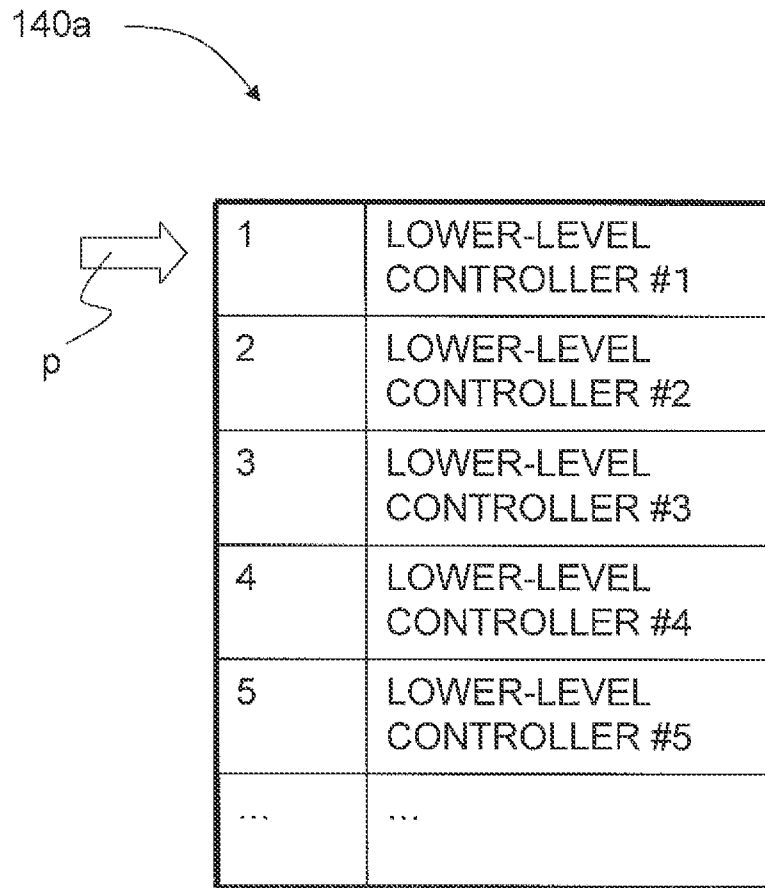 140a
p
1 LOWER-LEVEL
CONTROLLER #1
2 LOWER-LEVEL
CONTROLLER #2
3 LOWER-LEVEL
CONTROLLER #3
4 LOWER-LEVEL
CONTROLLER #4
5 LOWER-LEVEL
CONTROLLER #5
... ...